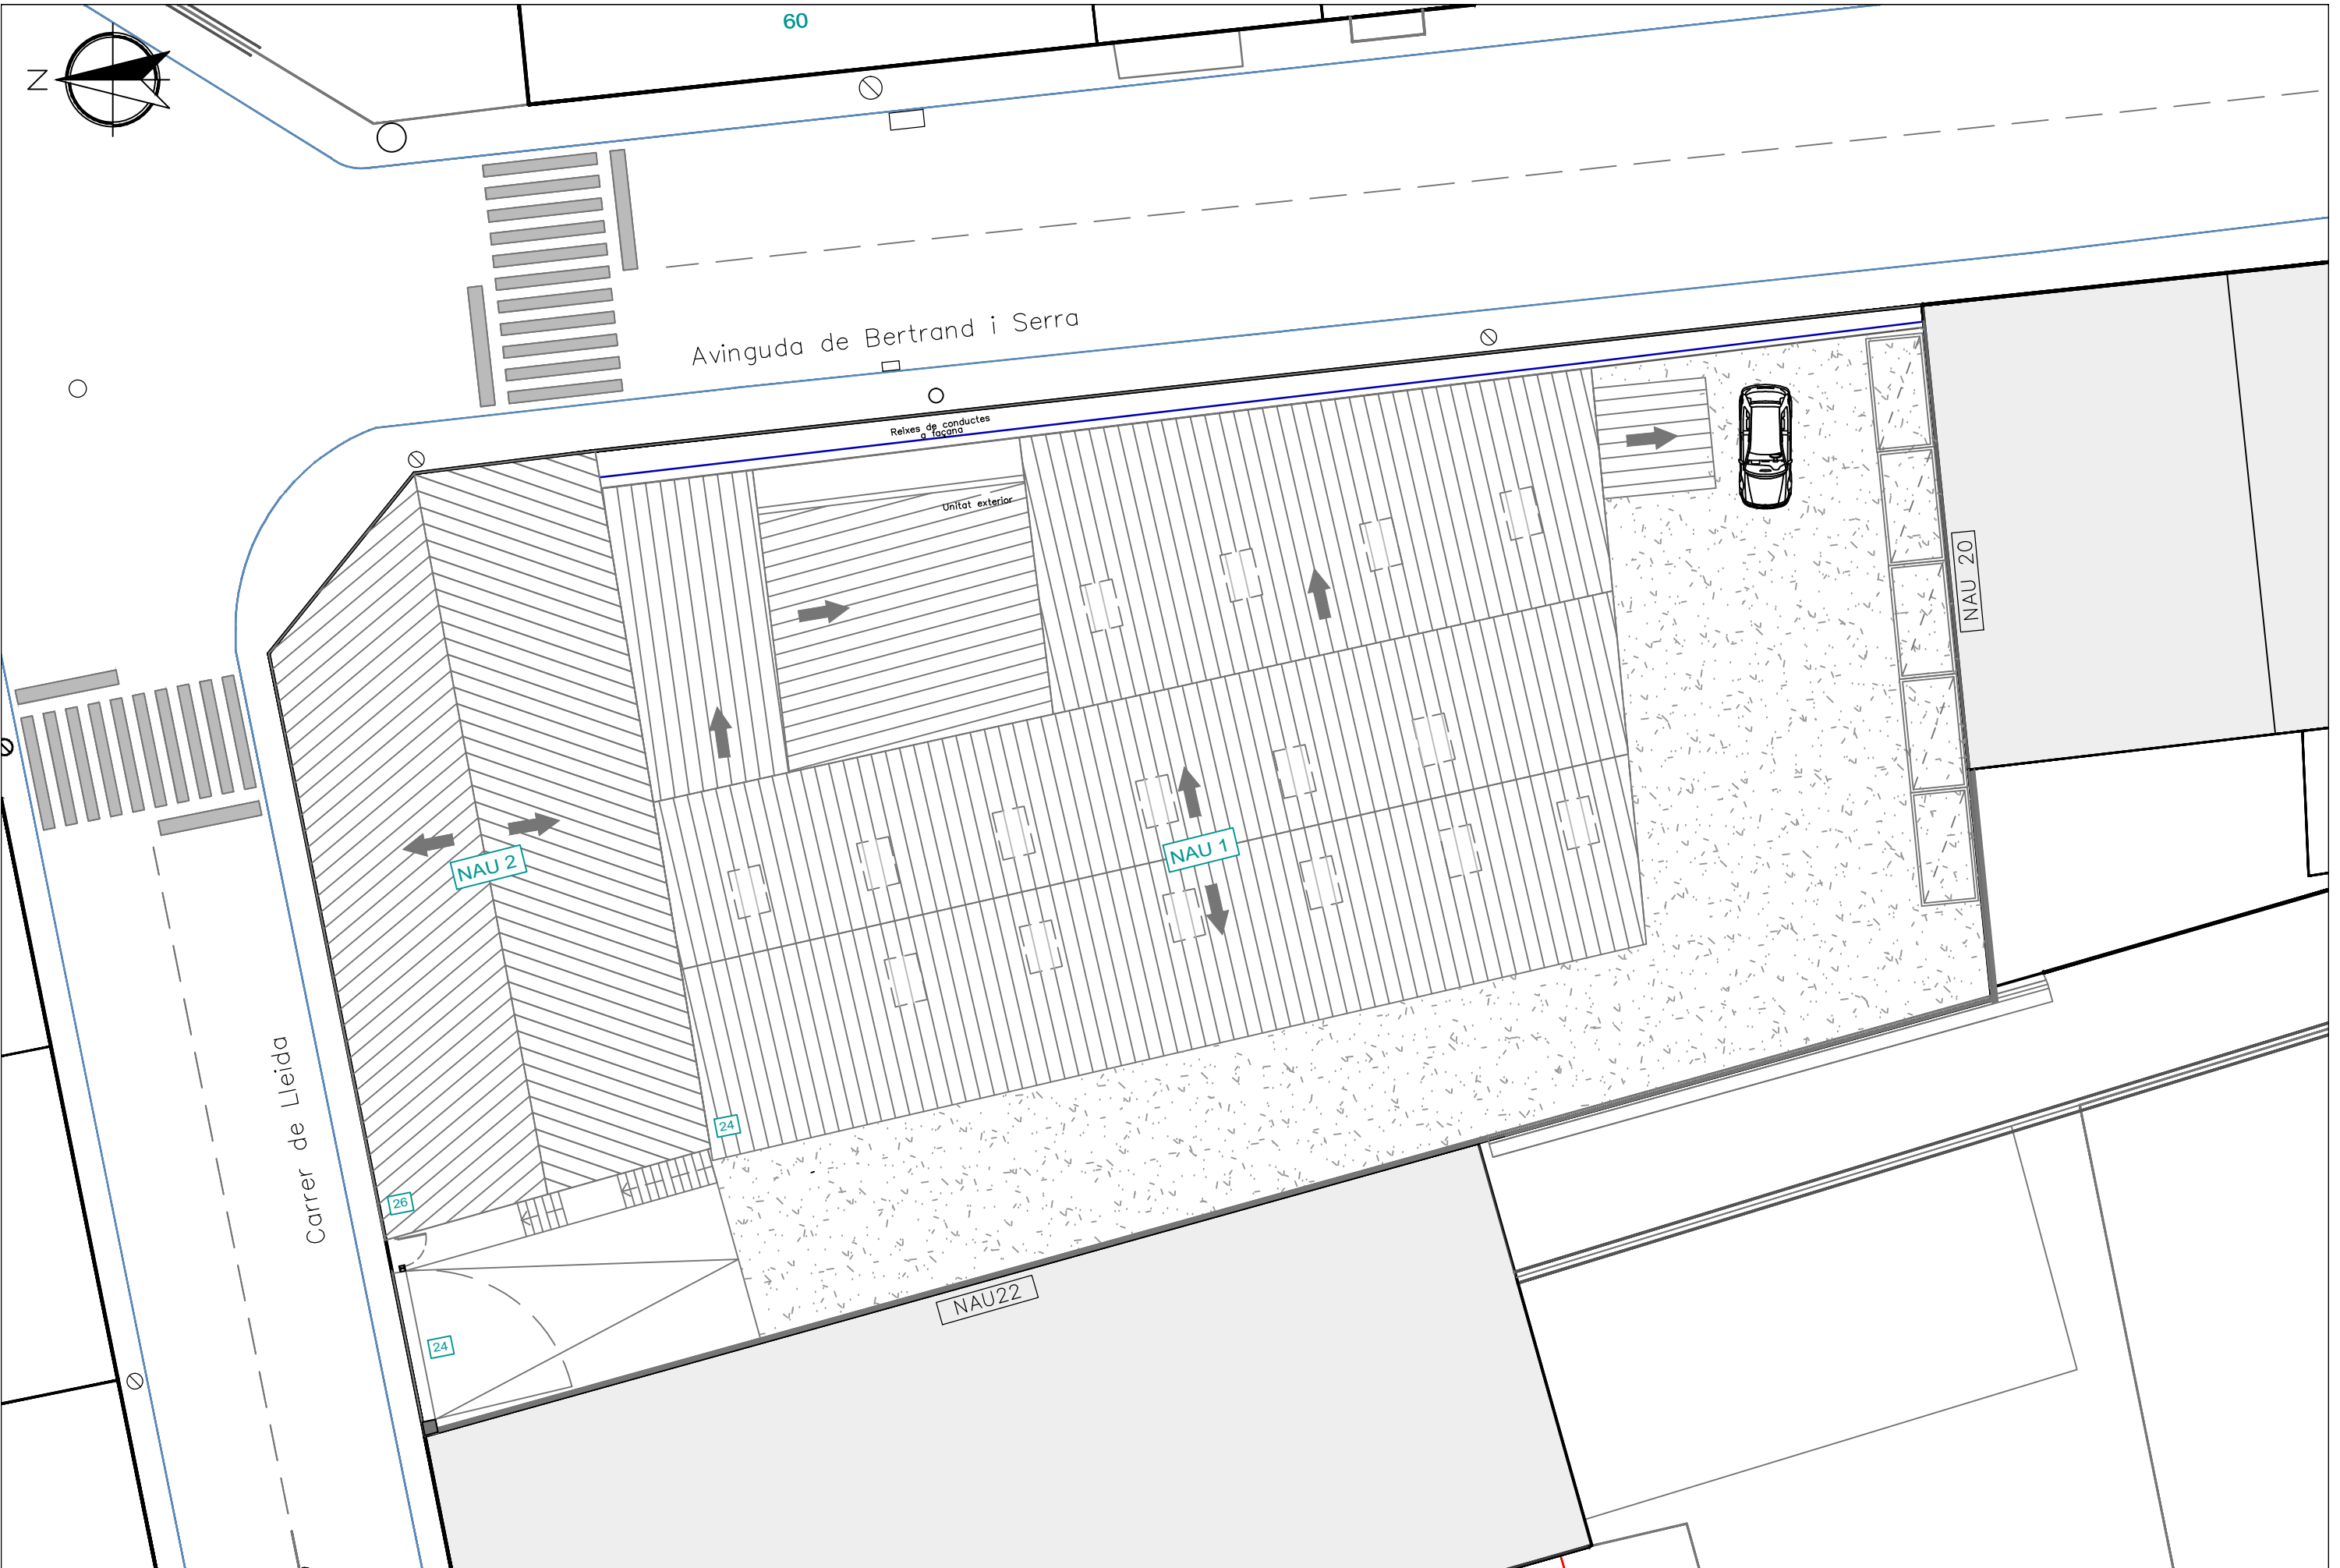 60
N
Avinguda de Bertrand i Serra
Reixes de conductes
a façana
Unitat exterior
NAU 20
NAU 1
NAU 2
Carrer de Lleida
24
26
NAU22
24